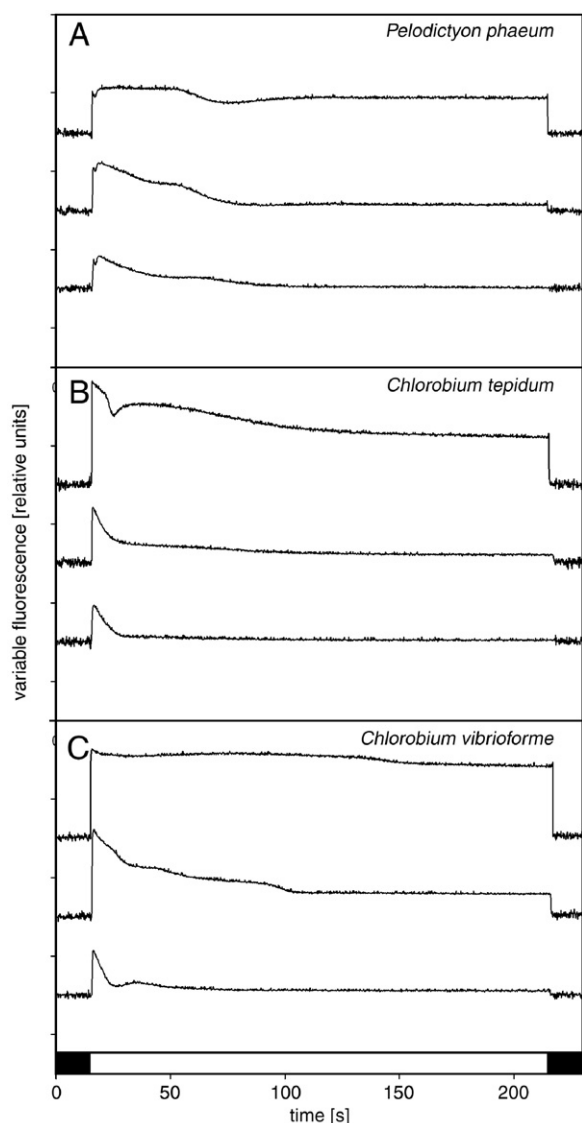 A
Pelodictyon phaeum
B
Chlorobium tepidum
C
Chlorobium vibrioforme
variable fluorescence [relative units]
0
50
100
150
200
time [s]